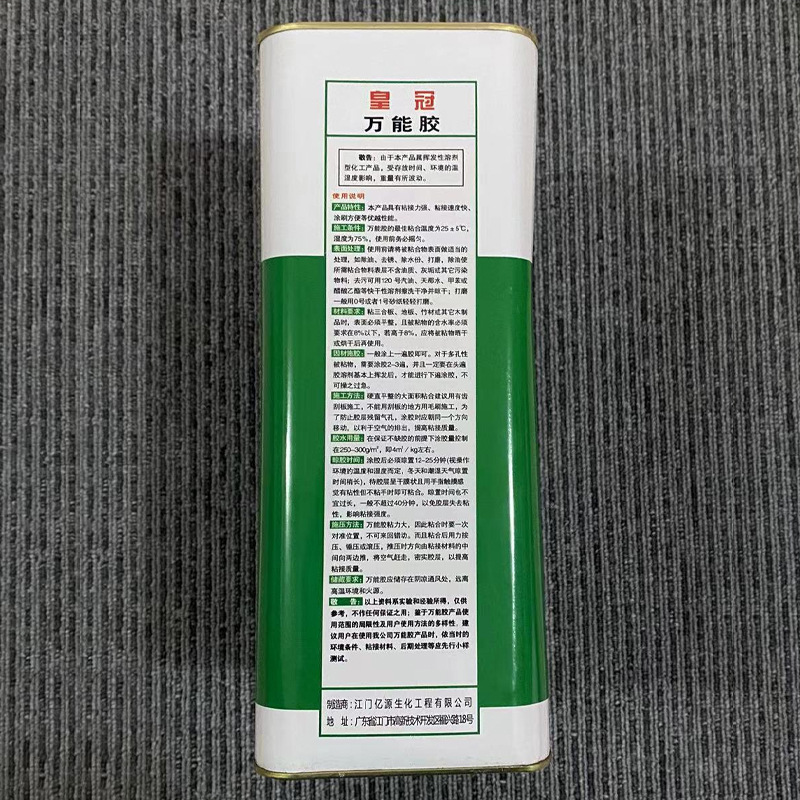 皇冠
万能胶
敬告：由于本产品属挥发性溶剂
型化工产品，受存放时间、环境的温
湿度影响，重量有所波动。
使用说明
产品特性：本产品具有粘接力强、粘接速度快、
涂刷方便等优越性能。
施工条件：万能胶的最佳粘合温度为25±5℃，
湿度为75%，使用前务必摇匀。
表面处理：使用前请将被粘合物表面做适当的
处理，如除油、去锈、除水份、打磨、除油使
所需粘合物料表层不含油质、灰垢或其它污染
物料；去污可用120号汽油、天那水、甲苯或
醋酸乙酯等快干性溶剂擦洗干净并晾干；打磨
一般用0号或者1号砂纸轻轻打磨。
材料要求：粘三合板、地板、竹材或其它木制
品时，表面必须平整，且被粘物的含水率必须
要求在8%以下，若高于8%，应将被粘物晒干
或烘干后再使用。
因材施胶：一般涂上一遍胶即可。对于多孔性
被粘物，需要涂胶2-3遍，并且一定要在头遍
胶溶剂基本上挥发后，才能进行下遍涂胶，不
可操之过急。
施工方法：硬直平整的大面积粘合建议用有齿
刮板施工，不能用刮板的地方用毛刷施工，为
了防止胶层残留气孔，涂胶时应朝同一个方向
移动，以利于空气的排出，提高粘接质量。
胶水用量：在保证不缺胶的前提下涂胶量控制
在250-300g/㎡，即4㎡/kg左右。
晾胶时间：涂胶后必须晾置12-25分钟(视操作
环境的温度和湿度而定，冬天和潮湿天气晾置
时间稍长)，待胶层呈干膜状且用手指触膜感
觉有粘性但不粘手时即可粘合。晾置时间也不
宜过长，一般不超过40分钟，以免胶层失去粘
性，影响粘接强度。
施压方法：万能胶粘力大，因此粘合时要一次
对准位置，不可来回错动。而且粘合后用力按
压、锤压或滚压，推压时方向由粘接材料的中
间向两边推，将空气赶走，密实胶层，以提高
粘接质量。
储藏要求：万能胶应储存在阴凉通风处，远离
高温环境和火源。
敬告：以上资料系实验和经验所得，仅供
参考，不作任何保证之用；鉴于万能胶产品使
用范围的局限性及用户使用方法的多样性，建
议用户在使用我公司万能胶产品时，依当时的
环境条件、粘接材料、后期处理等应先行小样
测试。
制造商：江门亿源生化工程有限公司
地 址：广东省江门市高新技术开发区福兴路18号